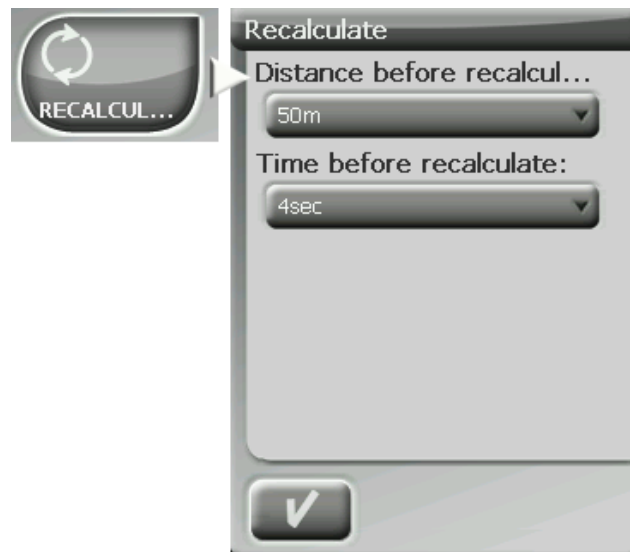 RECALCUL...
Recalculate
Distance before recalcul...
50m
Time before recalculate:
4sec